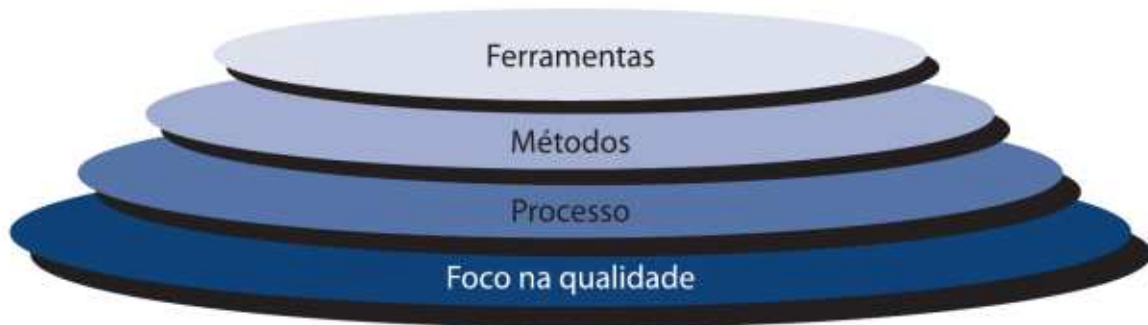 Ferramentas
Métodos
Processo
Foco na qualidade